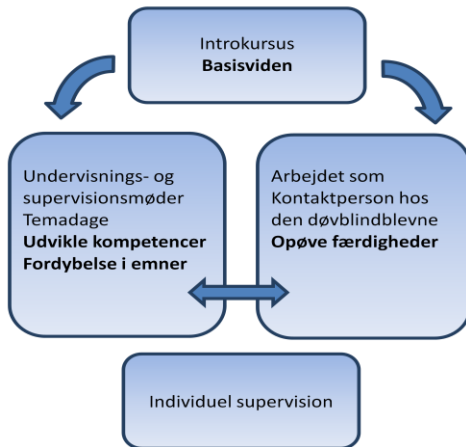 Introkursus
Basisviden
Undervisnings- og
supervisionsmøder
Temadage
Udvikle kompetencer
Fordybelse i emner
Arbejdet som
Kontaktperson hos
den døvblindblevne
Opøve færdigheder
Individuel supervision